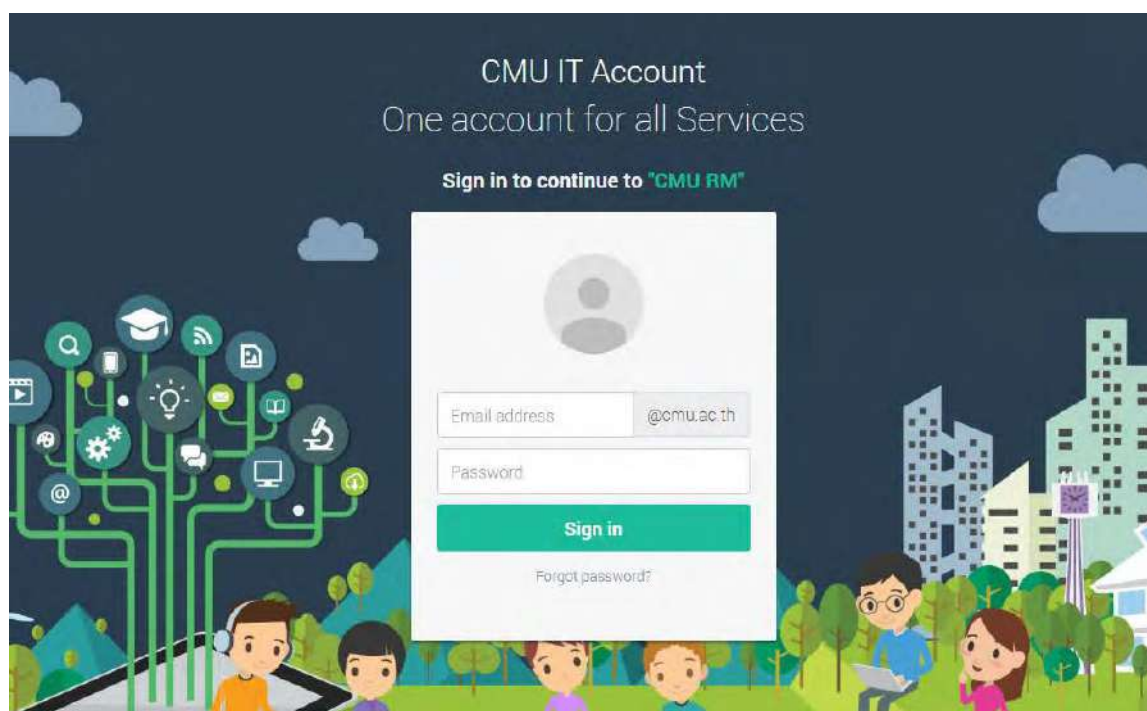 CMU IT Account
One account for all Services
Sign in to continue to "CMU RM"
Email address @cmu.ac.th
Password
Sign in
Forgot password?
@